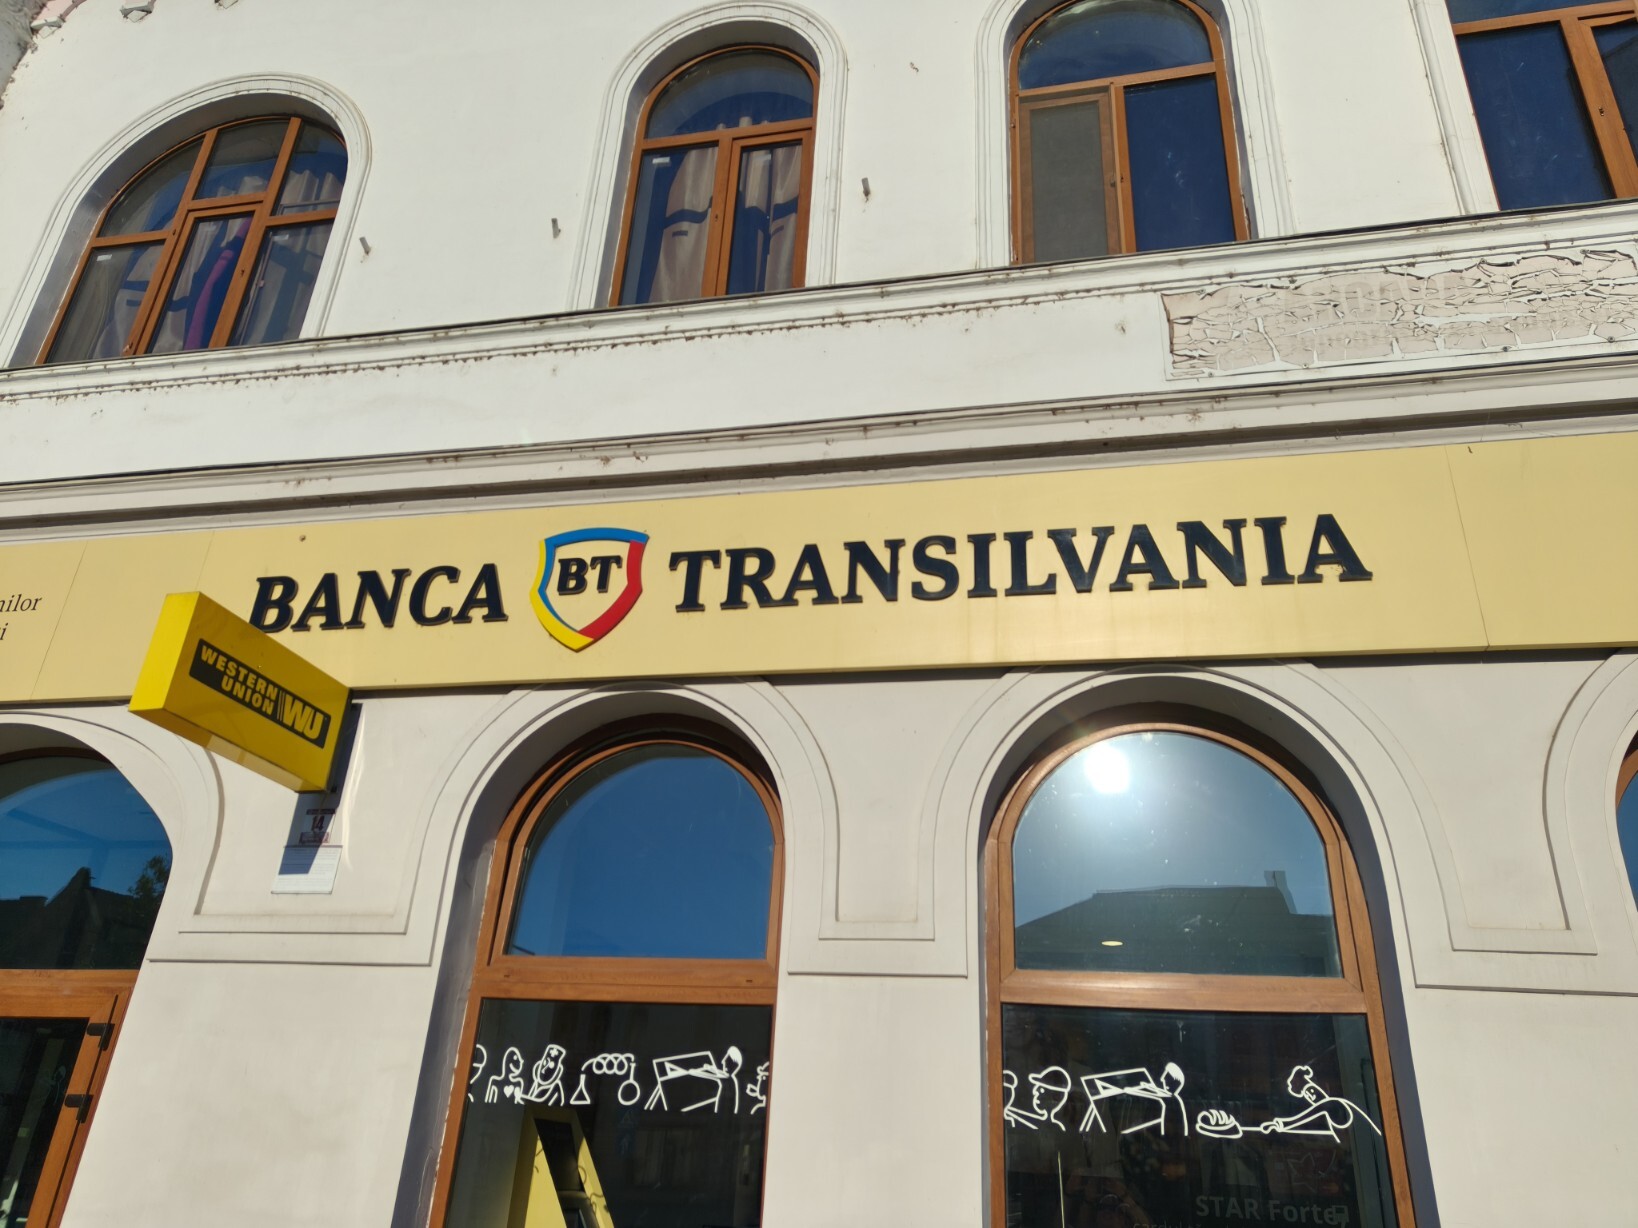 BANCA BT TRANSILVANIA
WESTERN
UNION WU
14
STAR Forte